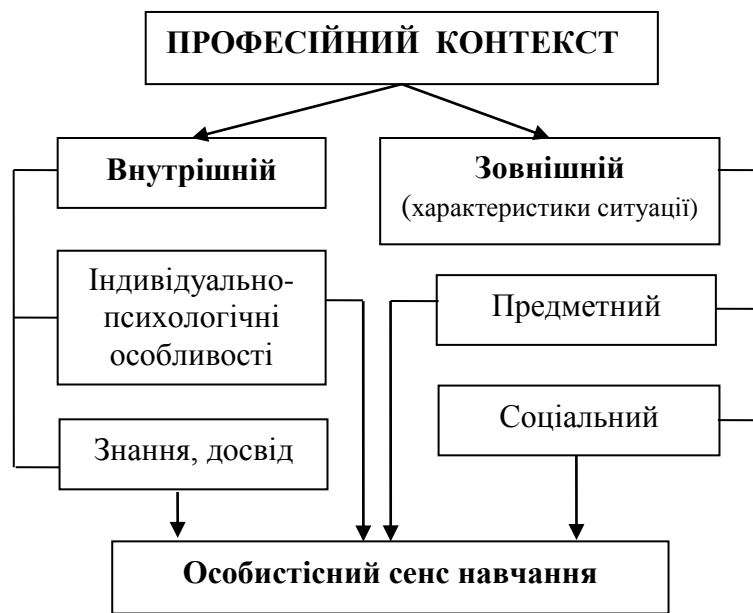 ПРОФЕСІЙНИЙ КОНТЕКСТ
Внутрішній
Зовнішній
(характеристики ситуації)
Індивідуально-
психологічні
особливості
Предметний
Соціальний
Знання, досвід
Особистісний сенс навчання